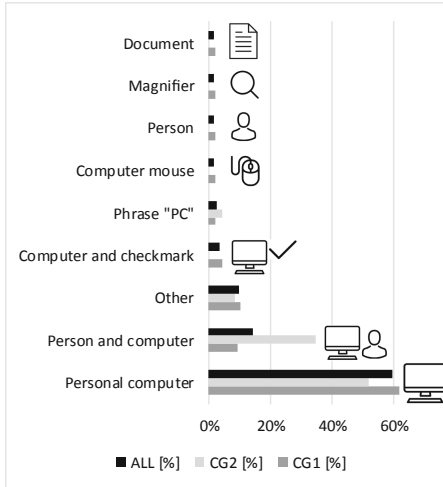 Document
Magnifier
Person
Computer mouse
Phrase "PC"
Computer and checkmark
Other
Person and computer
Personal computer
0% 20% 40% 60%
ALL [%] CG2 [%] CG1 [%]